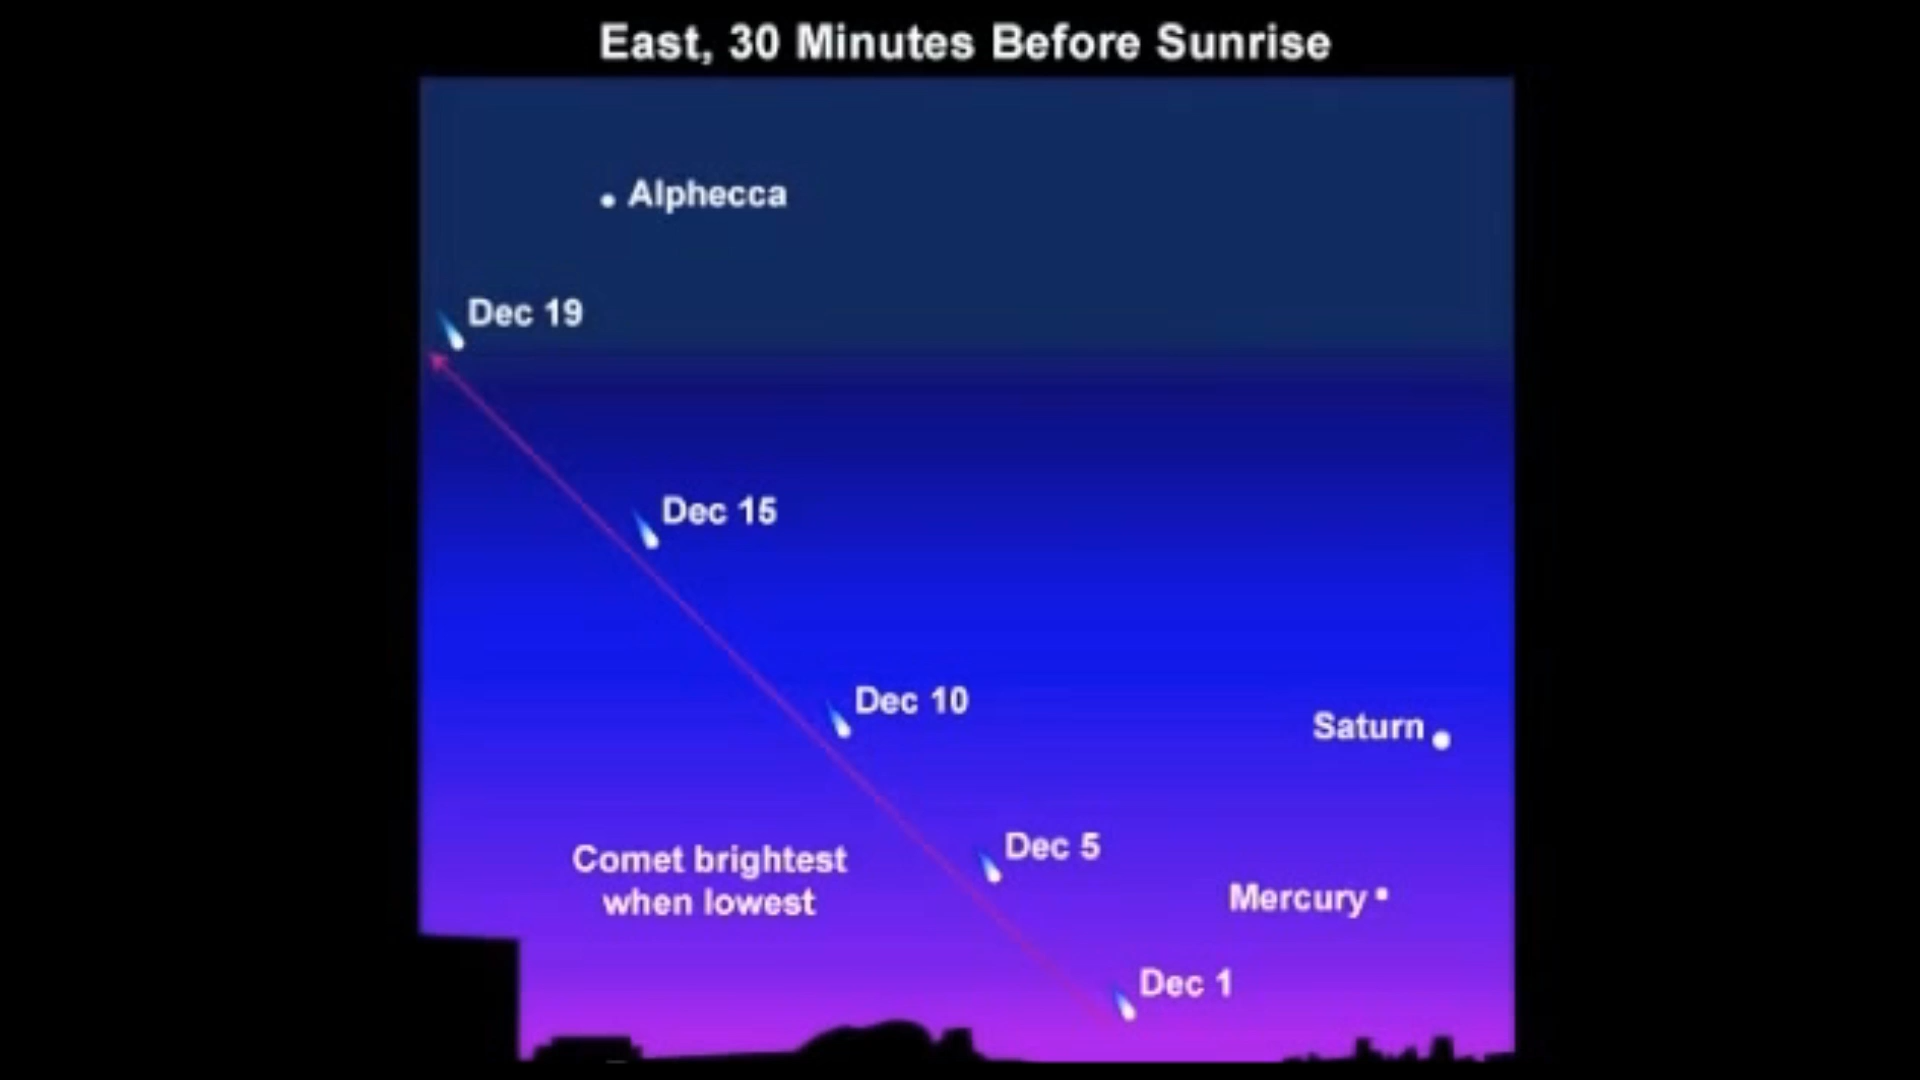 East, 30 Minutes Before Sunrise
Alphecca
Dec 19
Dec 15
Dec 10
Saturn
Dec 5
Comet brightest
when lowest
Mercury
Dec 1